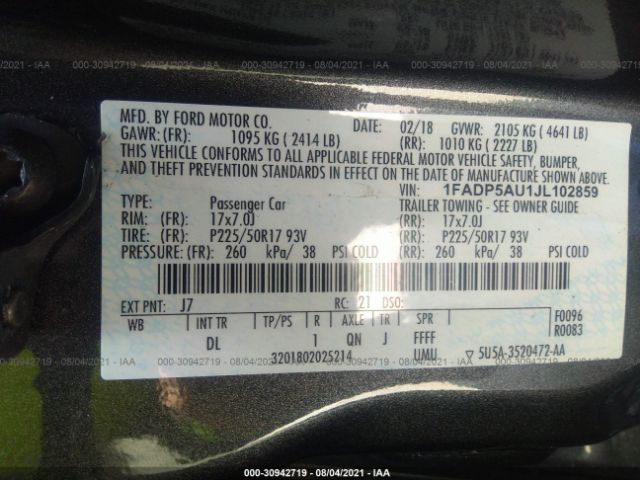 000-30942719 - 08/04/2021 - IAA
MFD. BY FORD MOTOR CO. DATE: 02/18 GVWR: 2105 KG ( 4641 LB)
GAWR: (FR): 1095 KG ( 2414 LB) (RR): 1010 KG ( 2227 LB)
THIS VEHICLE CONFORMS TO ALL APPLICABLE FEDERAL MOTOR VEHICLE SAFETY, BUMPER,
AND THEFT PREVENTION STANDARDS IN EFFECT ON THE DATE OF MANUFACTURE SHOWN ABOVE.
VIN: 1FADP5AU1JL102859
TYPE: Passenger Car TRAILER TOWING - SEE OWNER GUIDE
RIM: (FR): 17x7.0J (RR): 17x7.0J
TIRE: (FR): P225/50R17 93V (RR): P225/50R17 93V
PRESSURE: (FR): 260 kPa/ 38 PSI COLD (RR): 260 kPa/ 38 PSI COLD
EXT PNT: J7 RC: 21 DSO:
WB INT TR TP/PS R AXLE TR SPR F0096
DL 1 QN J FFFF R0083
3201802025214 UMU ▽ 5U5A-3520472-AA
000-30942719 - 08/04/2021 - IAA